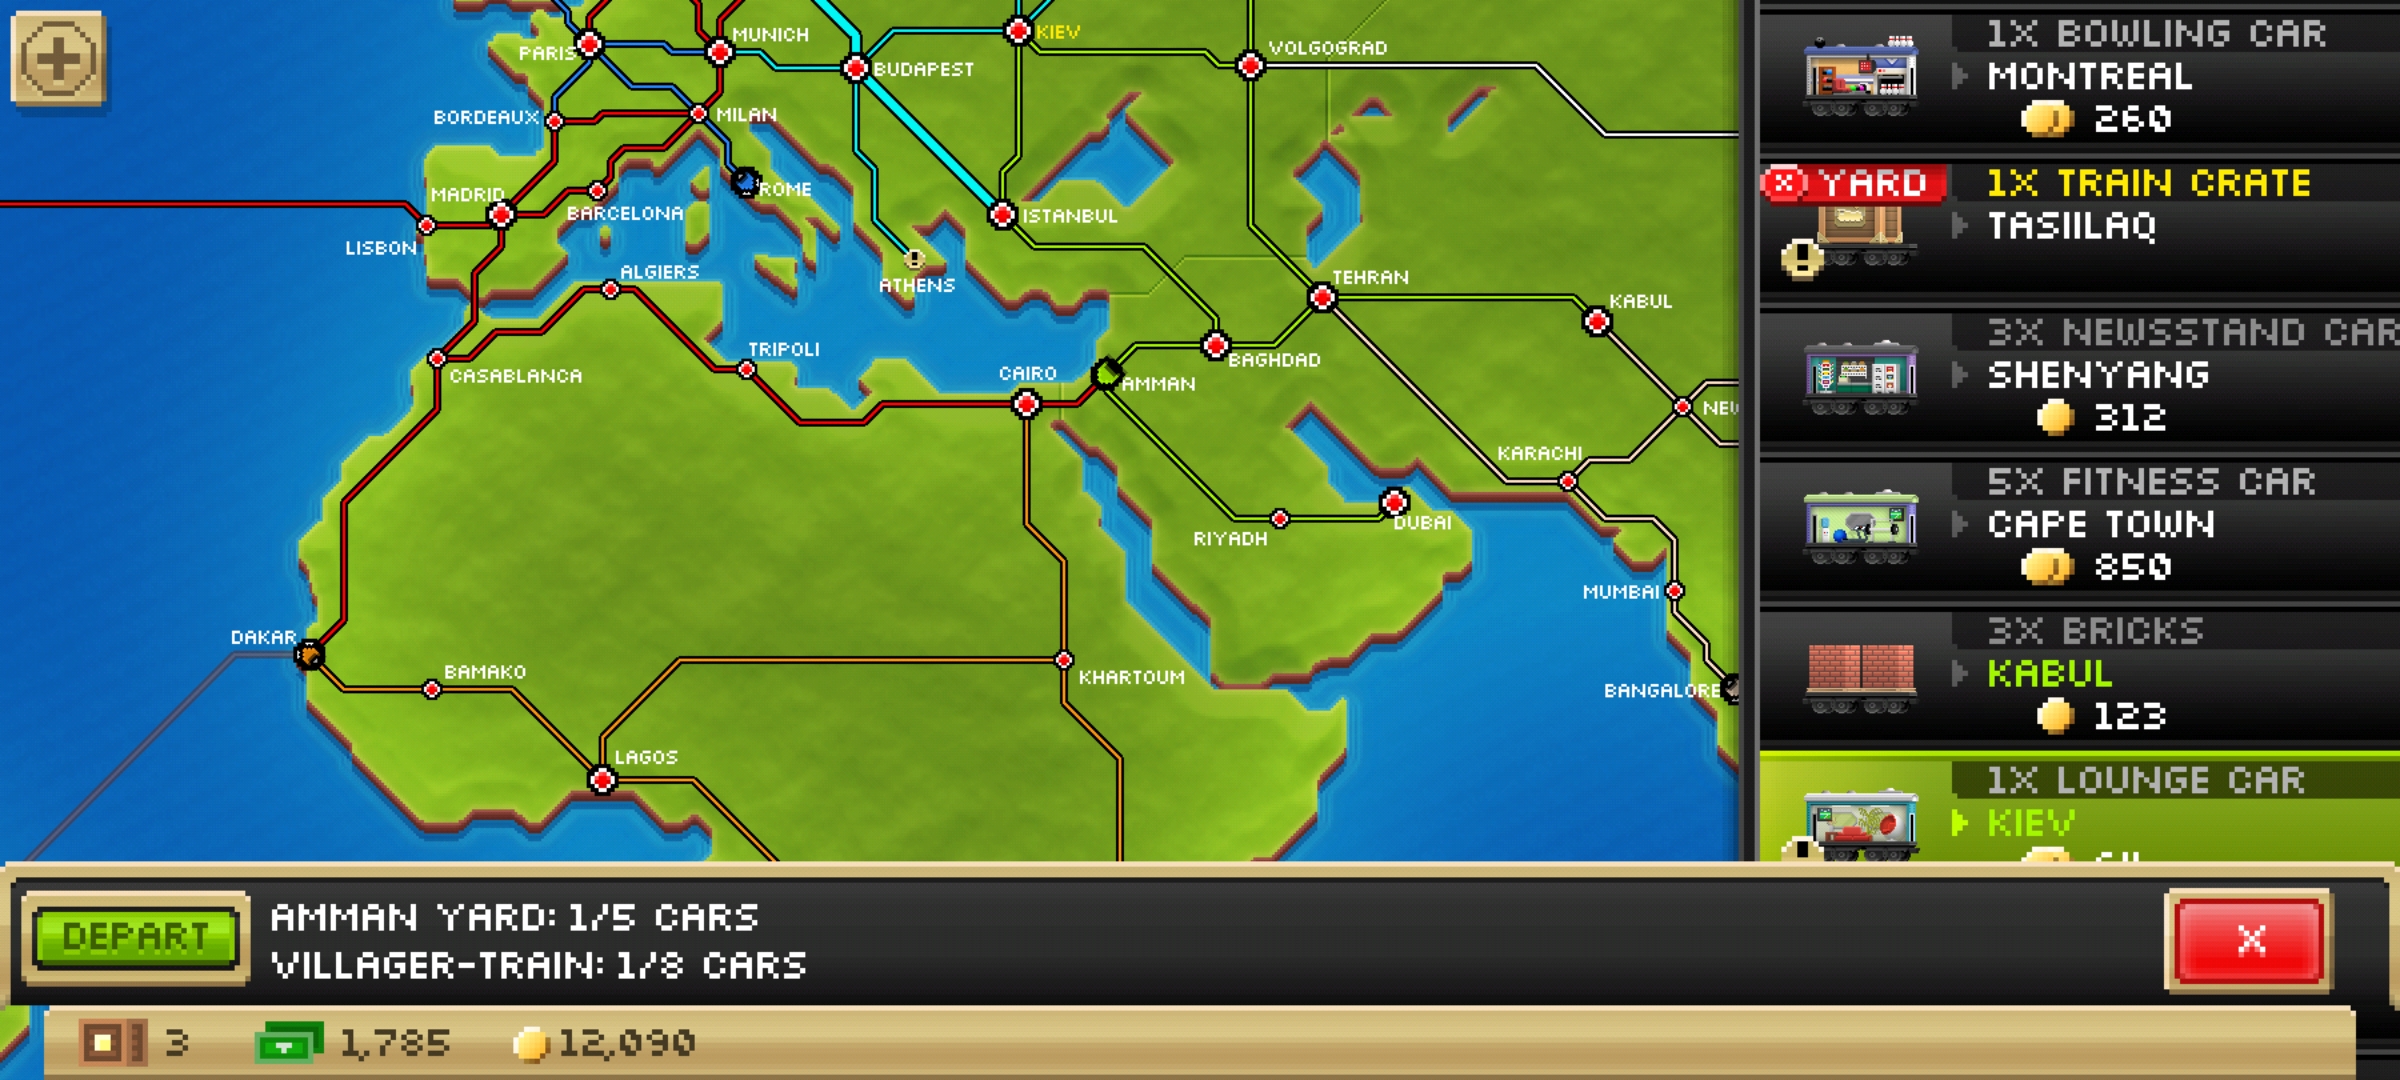 PARIS
MUNICH
BUDAPEST
KIEV
VOLGOGRAD
BORDEAUX
MILAN
MADRID
ROME
BARCELONA
ISTANBUL
LISBON
ALGIERS
ATHENS
TEHRAN
KABUL
TRIPOLI
CASABLANCA
CAIRO
AMMAN
BAGHDAD
KARACHI
RIYADH
DUBAI
MUMBAI
DAKAR
BAMAKO
KHARTOUM
BANGALORE
LAGOS
1X BOWLING CAR
MONTREAL
260
YARD
1X TRAIN CRATE
TASIILAQ
3X NEWSSTAND CAR
SHENYANG
312
5X FITNESS CAR
CAPE TOWN
850
3X BRICKS
KABUL
123
1X LOUNGE CAR
KIEV
DEPART
AMMAN YARD: 1/5 CARS
VILLAGER-TRAIN: 1/8 CARS
X
3
1,785
12,090